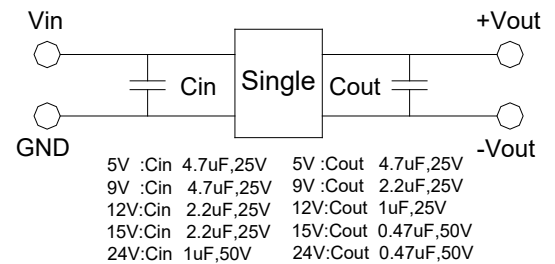 Vin +Vout
Cin Single Cout
GND -Vout
5V :Cin 4.7uF,25V 5V :Cout 4.7uF,25V
9V :Cin 4.7uF,25V 9V :Cout 2.2uF,25V
12V:Cin 2.2uF,25V 12V:Cout 1uF,25V
15V:Cin 2.2uF,25V 15V:Cout 0.47uF,50V
24V:Cin 1uF,50V 24V:Cout 0.47uF,50V